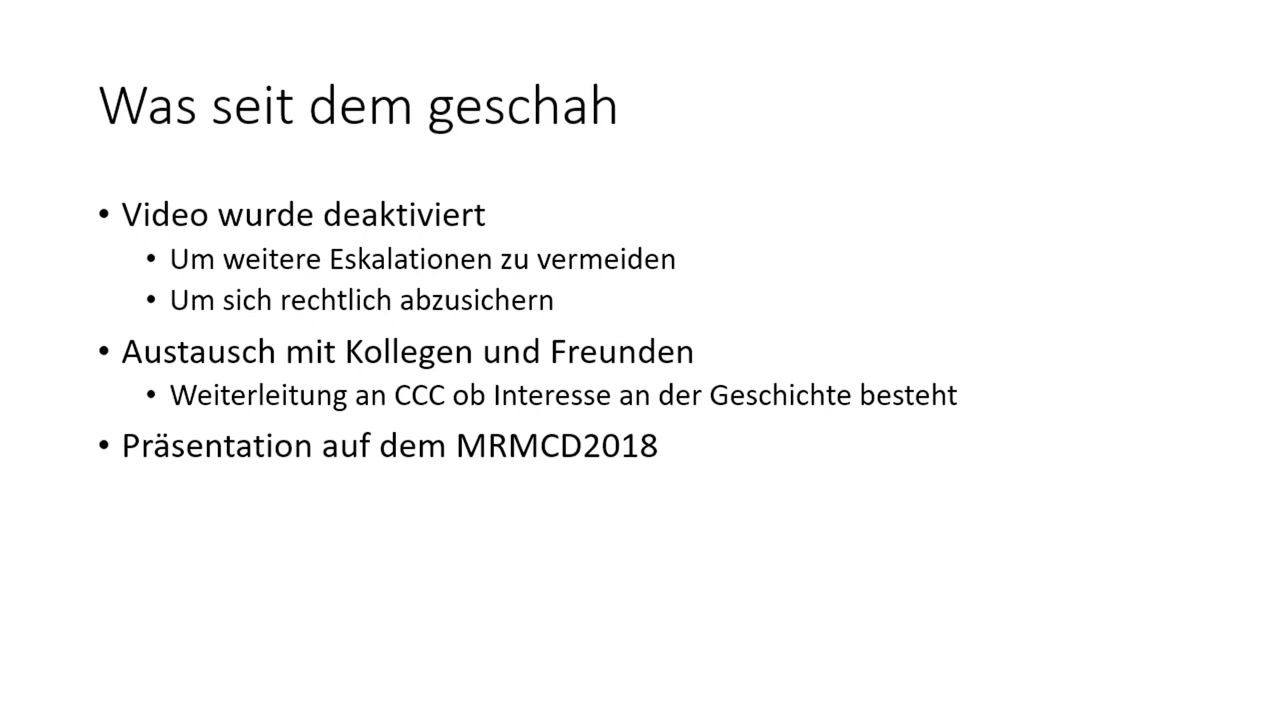 Was seit dem geschah
• Video wurde deaktiviert
• Um weitere Eskalationen zu vermeiden
• Um sich rechtlich abzusichern
• Austausch mit Kollegen und Freunden
• Weiterleitung an CCC ob Interesse an der Geschichte besteht
• Präsentation auf dem MRMCD2018